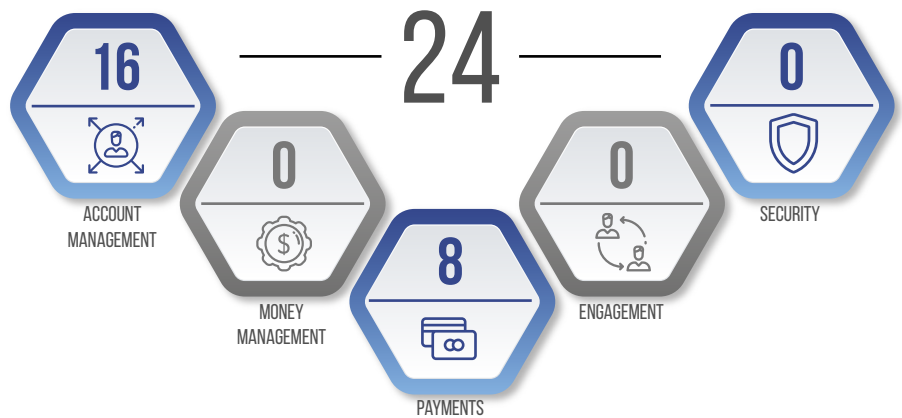 24
16
ACCOUNT
MANAGEMENT
0
$
MONEY
MANAGEMENT
8
PAYMENTS
0
ENGAGEMENT
0
SECURITY